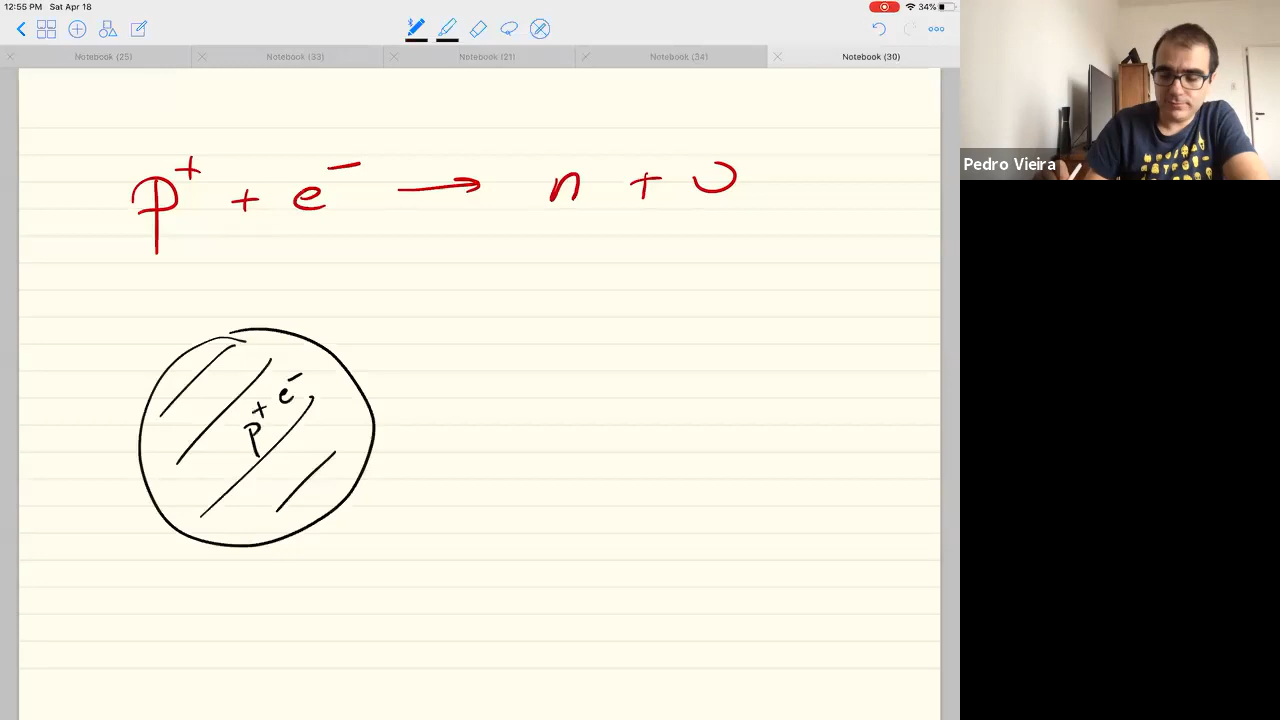 12:55 PM Sat Apr 18
34%
Notebook (25)
Notebook (33)
Notebook (21)
Notebook (34)
Notebook (30)
Pedro Vieira
p⁺ + e⁻ → n + ν
p⁺ e⁻